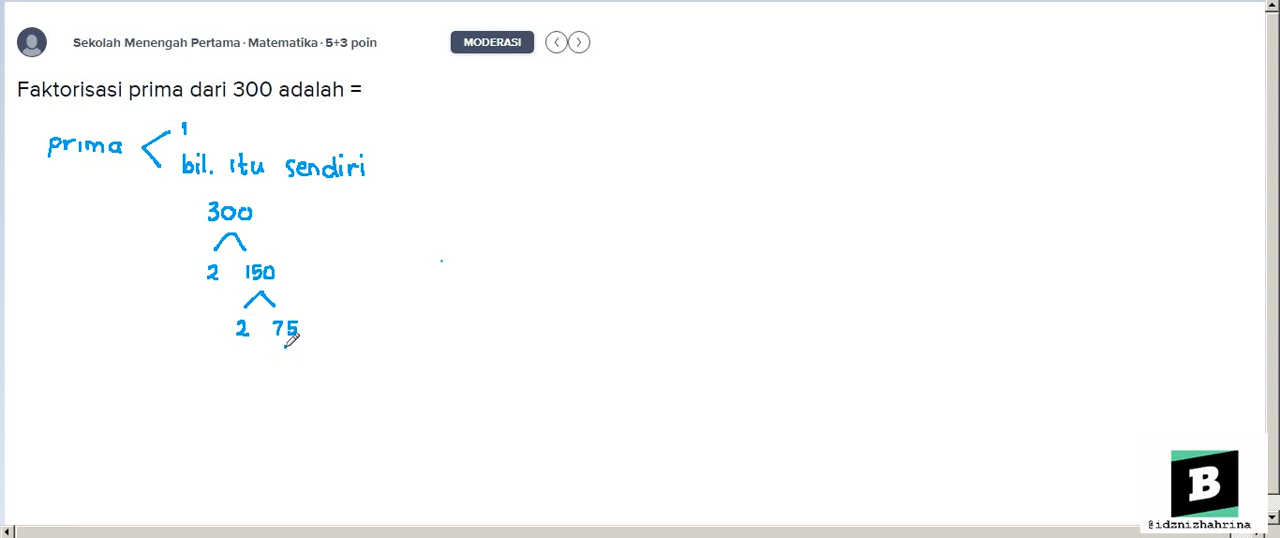 Sekolah Menengah Pertama · Matematika · 5+3 poin
MODERASI
Faktorisasi prima dari 300 adalah =
prima < 1
bil. itu sendiri
300
2 150
2 75
B
@idznizhahrina